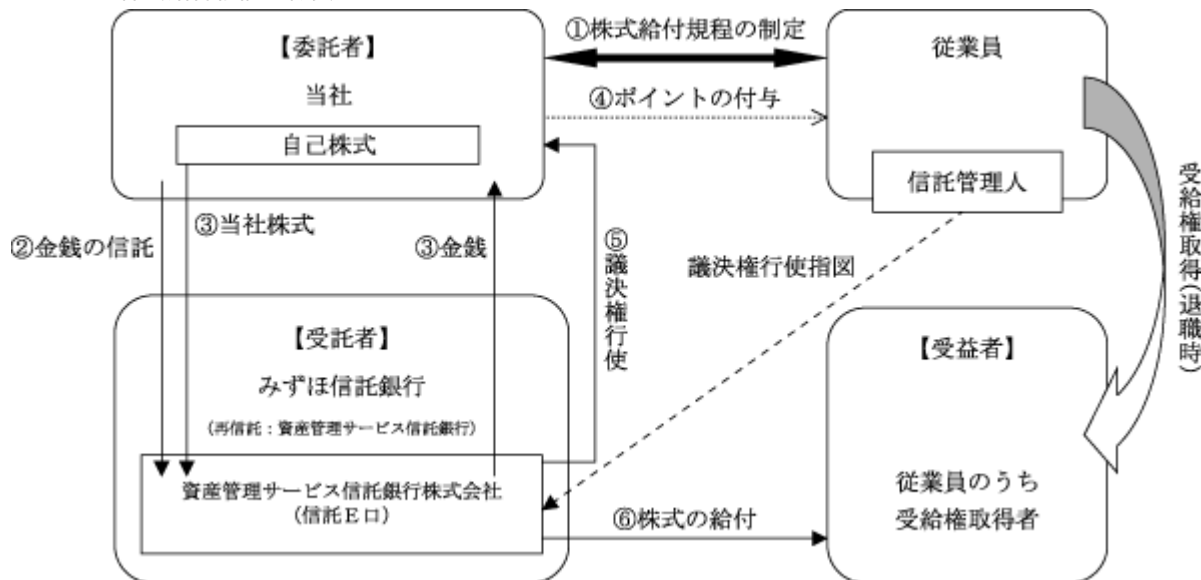 ①株式給付規程の制定
【委託者】
当社
自己株式
従業員
④ポイントの付与
信託管理人
②金銭の信託
③当社株式
③金銭
⑤議決権行使
議決権行使指図
受給権取得(退職時)
【受託者】
みずほ信託銀行
(再信託:資産管理サービス信託銀行)
資産管理サービス信託銀行株式会社
(信託E口)
⑥株式の給付
【受益者】
従業員のうち
受給権取得者